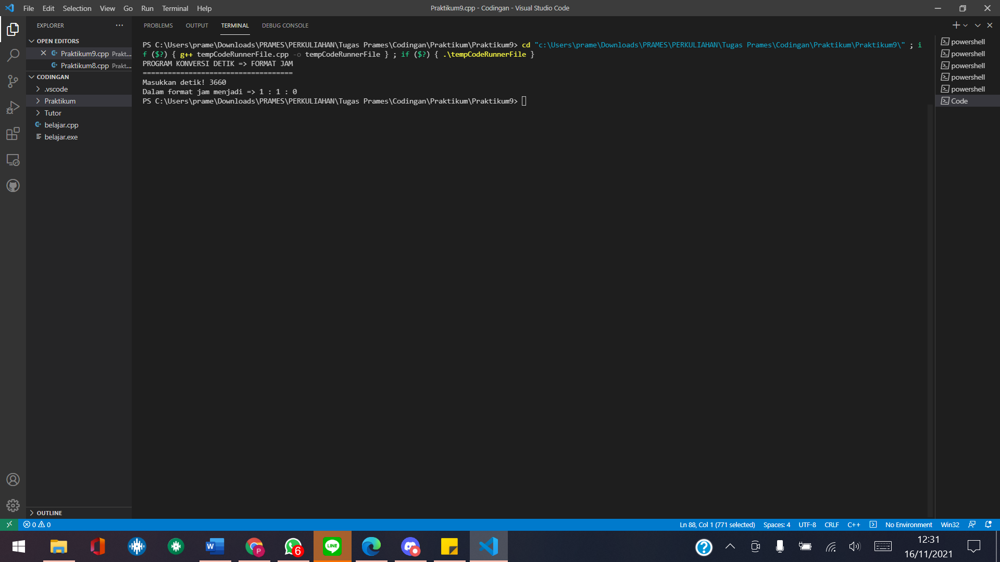 File Edit Selection View Go Run Terminal Help
Praktikum9.cpp - Codingan - Visual Studio Code
EXPLORER
OPEN EDITORS
Praktikum9.cpp Prakt...
Praktikum8.cpp Prakt...
CODINGAN
.vscode
Praktikum
Tutor
belajar.cpp
belajar.exe
OUTLINE
PROBLEMS OUTPUT TERMINAL DEBUG CONSOLE
PS C:\Users\prame\Downloads\PRAMES\PERKULIAHAN\Tugas Prames\Codingan\Praktikum\Praktikum9> cd "c:\Users\prame\Downloads\PRAMES\PERKULIAHAN\Tugas Prames\Codingan\Praktikum\Praktikum9\" ; i
f ($?) { g++ tempCodeRunnerFile.cpp -o tempCodeRunnerFile } ; if ($?) { .\tempCodeRunnerFile }
PROGRAM KONVERSI DETIK => FORMAT JAM
====================================
Masukkan detik! 3660
Dalam format jam menjadi => 1 : 1 : 0
PS C:\Users\prame\Downloads\PRAMES\PERKULIAHAN\Tugas Prames\Codingan\Praktikum\Praktikum9>
powershell
powershell
powershell
powershell
powershell
Code
0 0
Ln 88, Col 1 (771 selected) Spaces: 4 UTF-8 CRLF C++ No Environment Win32
W
P
6
LINE
?
12:31
16/11/2021